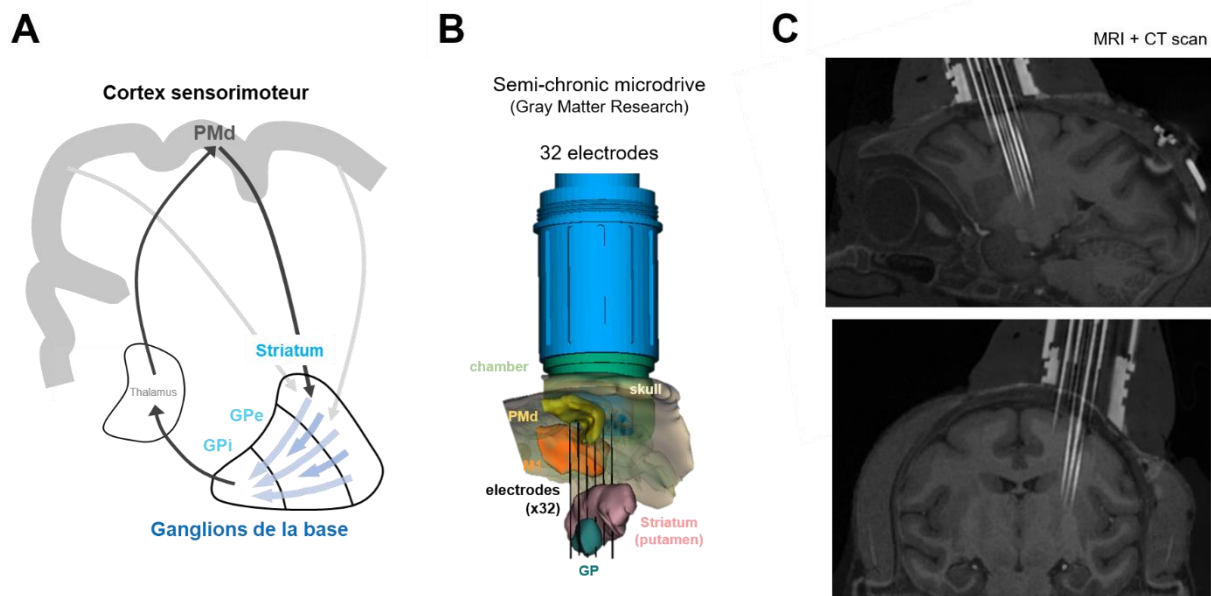 A
Cortex sensorimoteur
PMd
Striatum
Thalamus
GPe
GPi
Ganglions de la base
B
Semi-chronic microdrive
(Gray Matter Research)
32 electrodes
chamber
skull
PMd
M1
electrodes
(x32)
Striatum
(putamen)
GP
C
MRI + CT scan